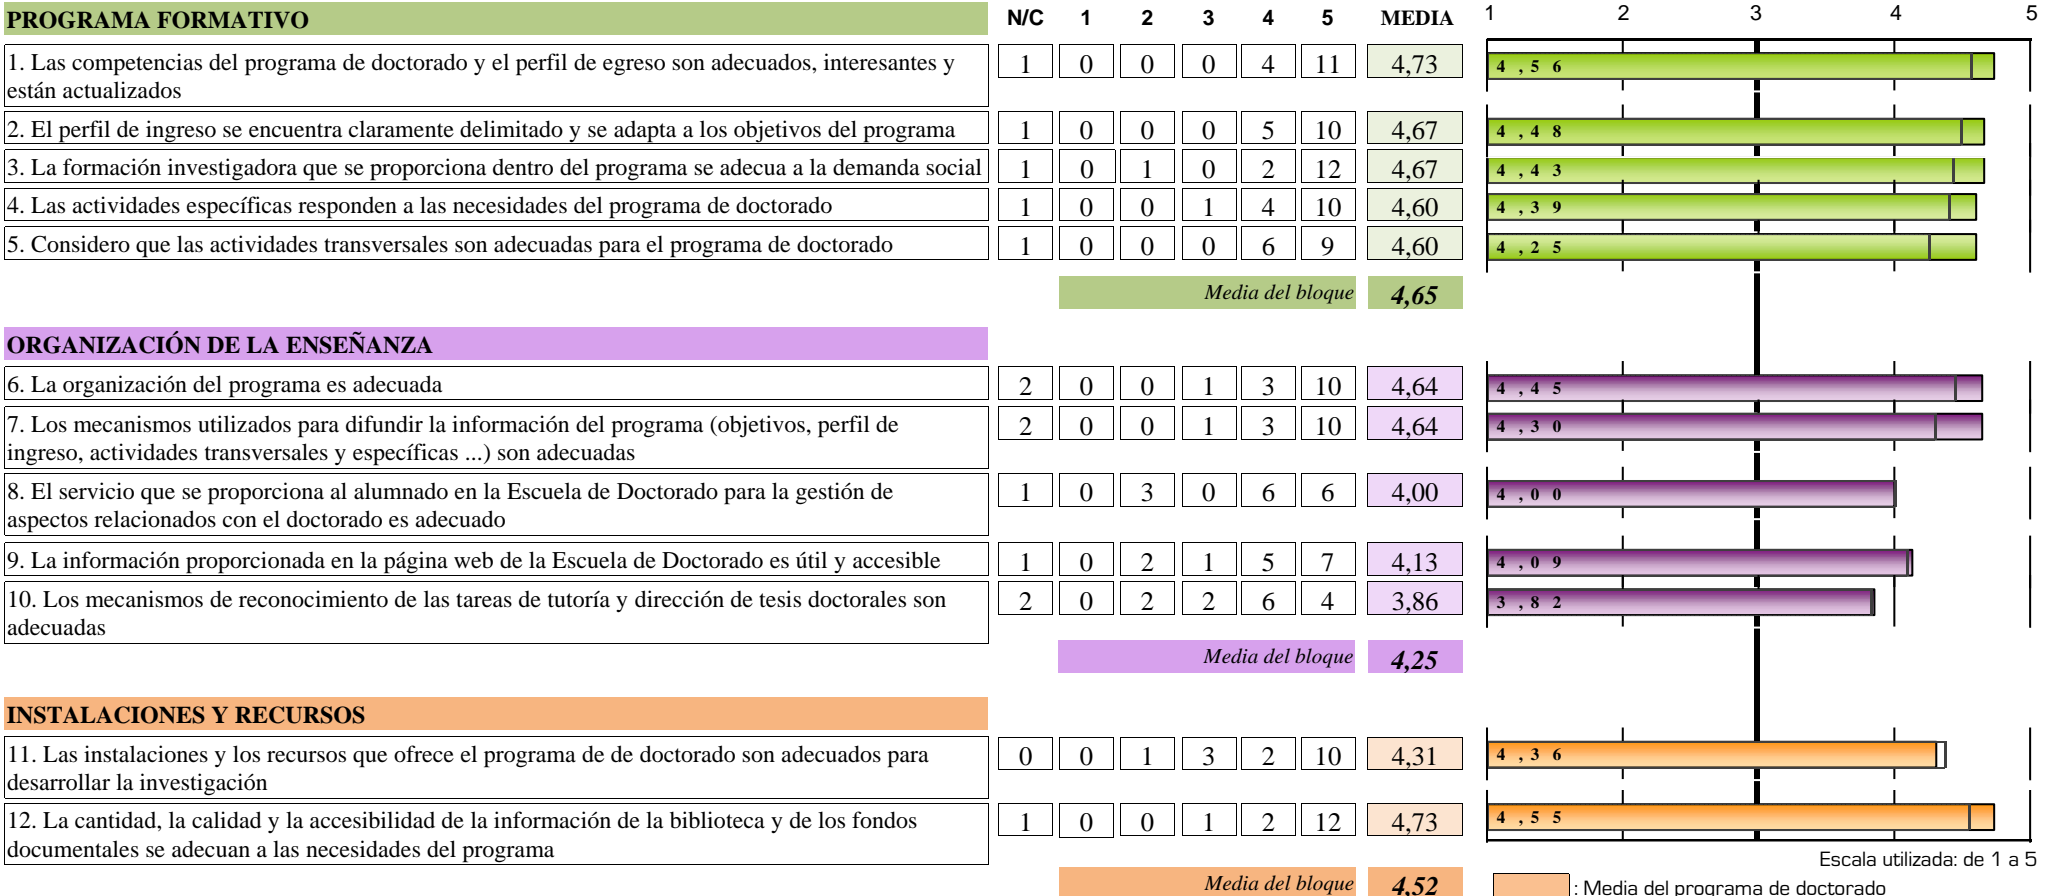 PROGRAMA FORMATIVO N/C 1 2 3 4 5 MEDIA 1 2 3 4 5
1. Las competencias del programa de doctorado y el perfil de egreso son adecuados, interesantes y 1 0 0 0 4 11 4,73 4,56
están actualizados
2. El perfil de ingreso se encuentra claramente delimitado y se adapta a los objetivos del programa 1 0 0 0 5 10 4,67 4,48
3. La formación investigadora que se proporciona dentro del programa se adecua a la demanda social 1 0 1 0 2 12 4,67 4,43
4. Las actividades específicas responden a las necesidades del programa de doctorado 1 0 0 1 4 10 4,60 4,39
5. Considero que las actividades transversales son adecuadas para el programa de doctorado 1 0 0 0 6 9 4,60 4,25
Media del bloque 4,65
ORGANIZACIÓN DE LA ENSEÑANZA
6. La organización del programa es adecuada 2 0 0 1 3 10 4,64 4,45
7. Los mecanismos utilizados para difundir la información del programa (objetivos, perfil de 2 0 0 1 3 10 4,64 4,30
ingreso, actividades transversales y específicas ...) son adecuadas
8. El servicio que se proporciona al alumnado en la Escuela de Doctorado para la gestión de 1 0 3 0 6 6 4,00 4,00
aspectos relacionados con el doctorado es adecuado
9. La información proporcionada en la página web de la Escuela de Doctorado es útil y accesible 1 0 2 1 5 7 4,13 4,09
10. Los mecanismos de reconocimiento de las tareas de tutoría y dirección de tesis doctorales son 2 0 2 2 6 4 3,86 3,82
adecuadas
Media del bloque 4,25
INSTALACIONES Y RECURSOS
11. Las instalaciones y los recursos que ofrece el programa de de doctorado son adecuados para 0 0 1 3 2 10 4,31 4,36
desarrollar la investigación
12. La cantidad, la calidad y la accesibilidad de la información de la biblioteca y de los fondos 1 0 0 1 2 12 4,73 4,55
documentales se adecuan a las necesidades del programa
Escala utilizada: de 1 a 5
Media del bloque 4,52 : Media del programa de doctorado